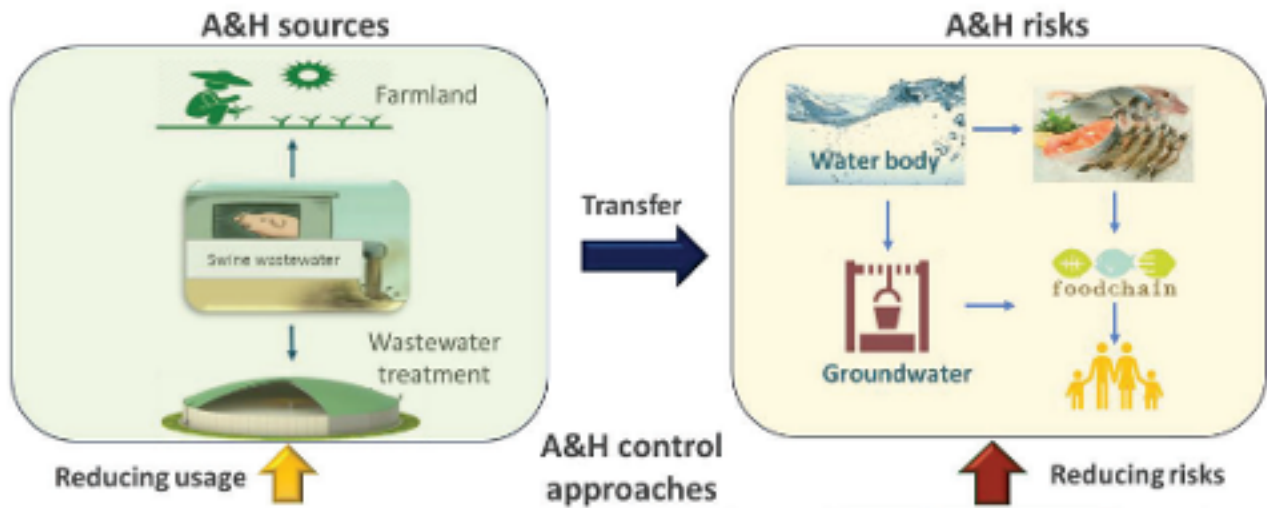 A&H sources
Farmland
Swine wastewater
Wastewater
treatment
Reducing usage
Transfer
A&H control
approaches
A&H risks
Water body
Groundwater
foodchain
Reducing risks